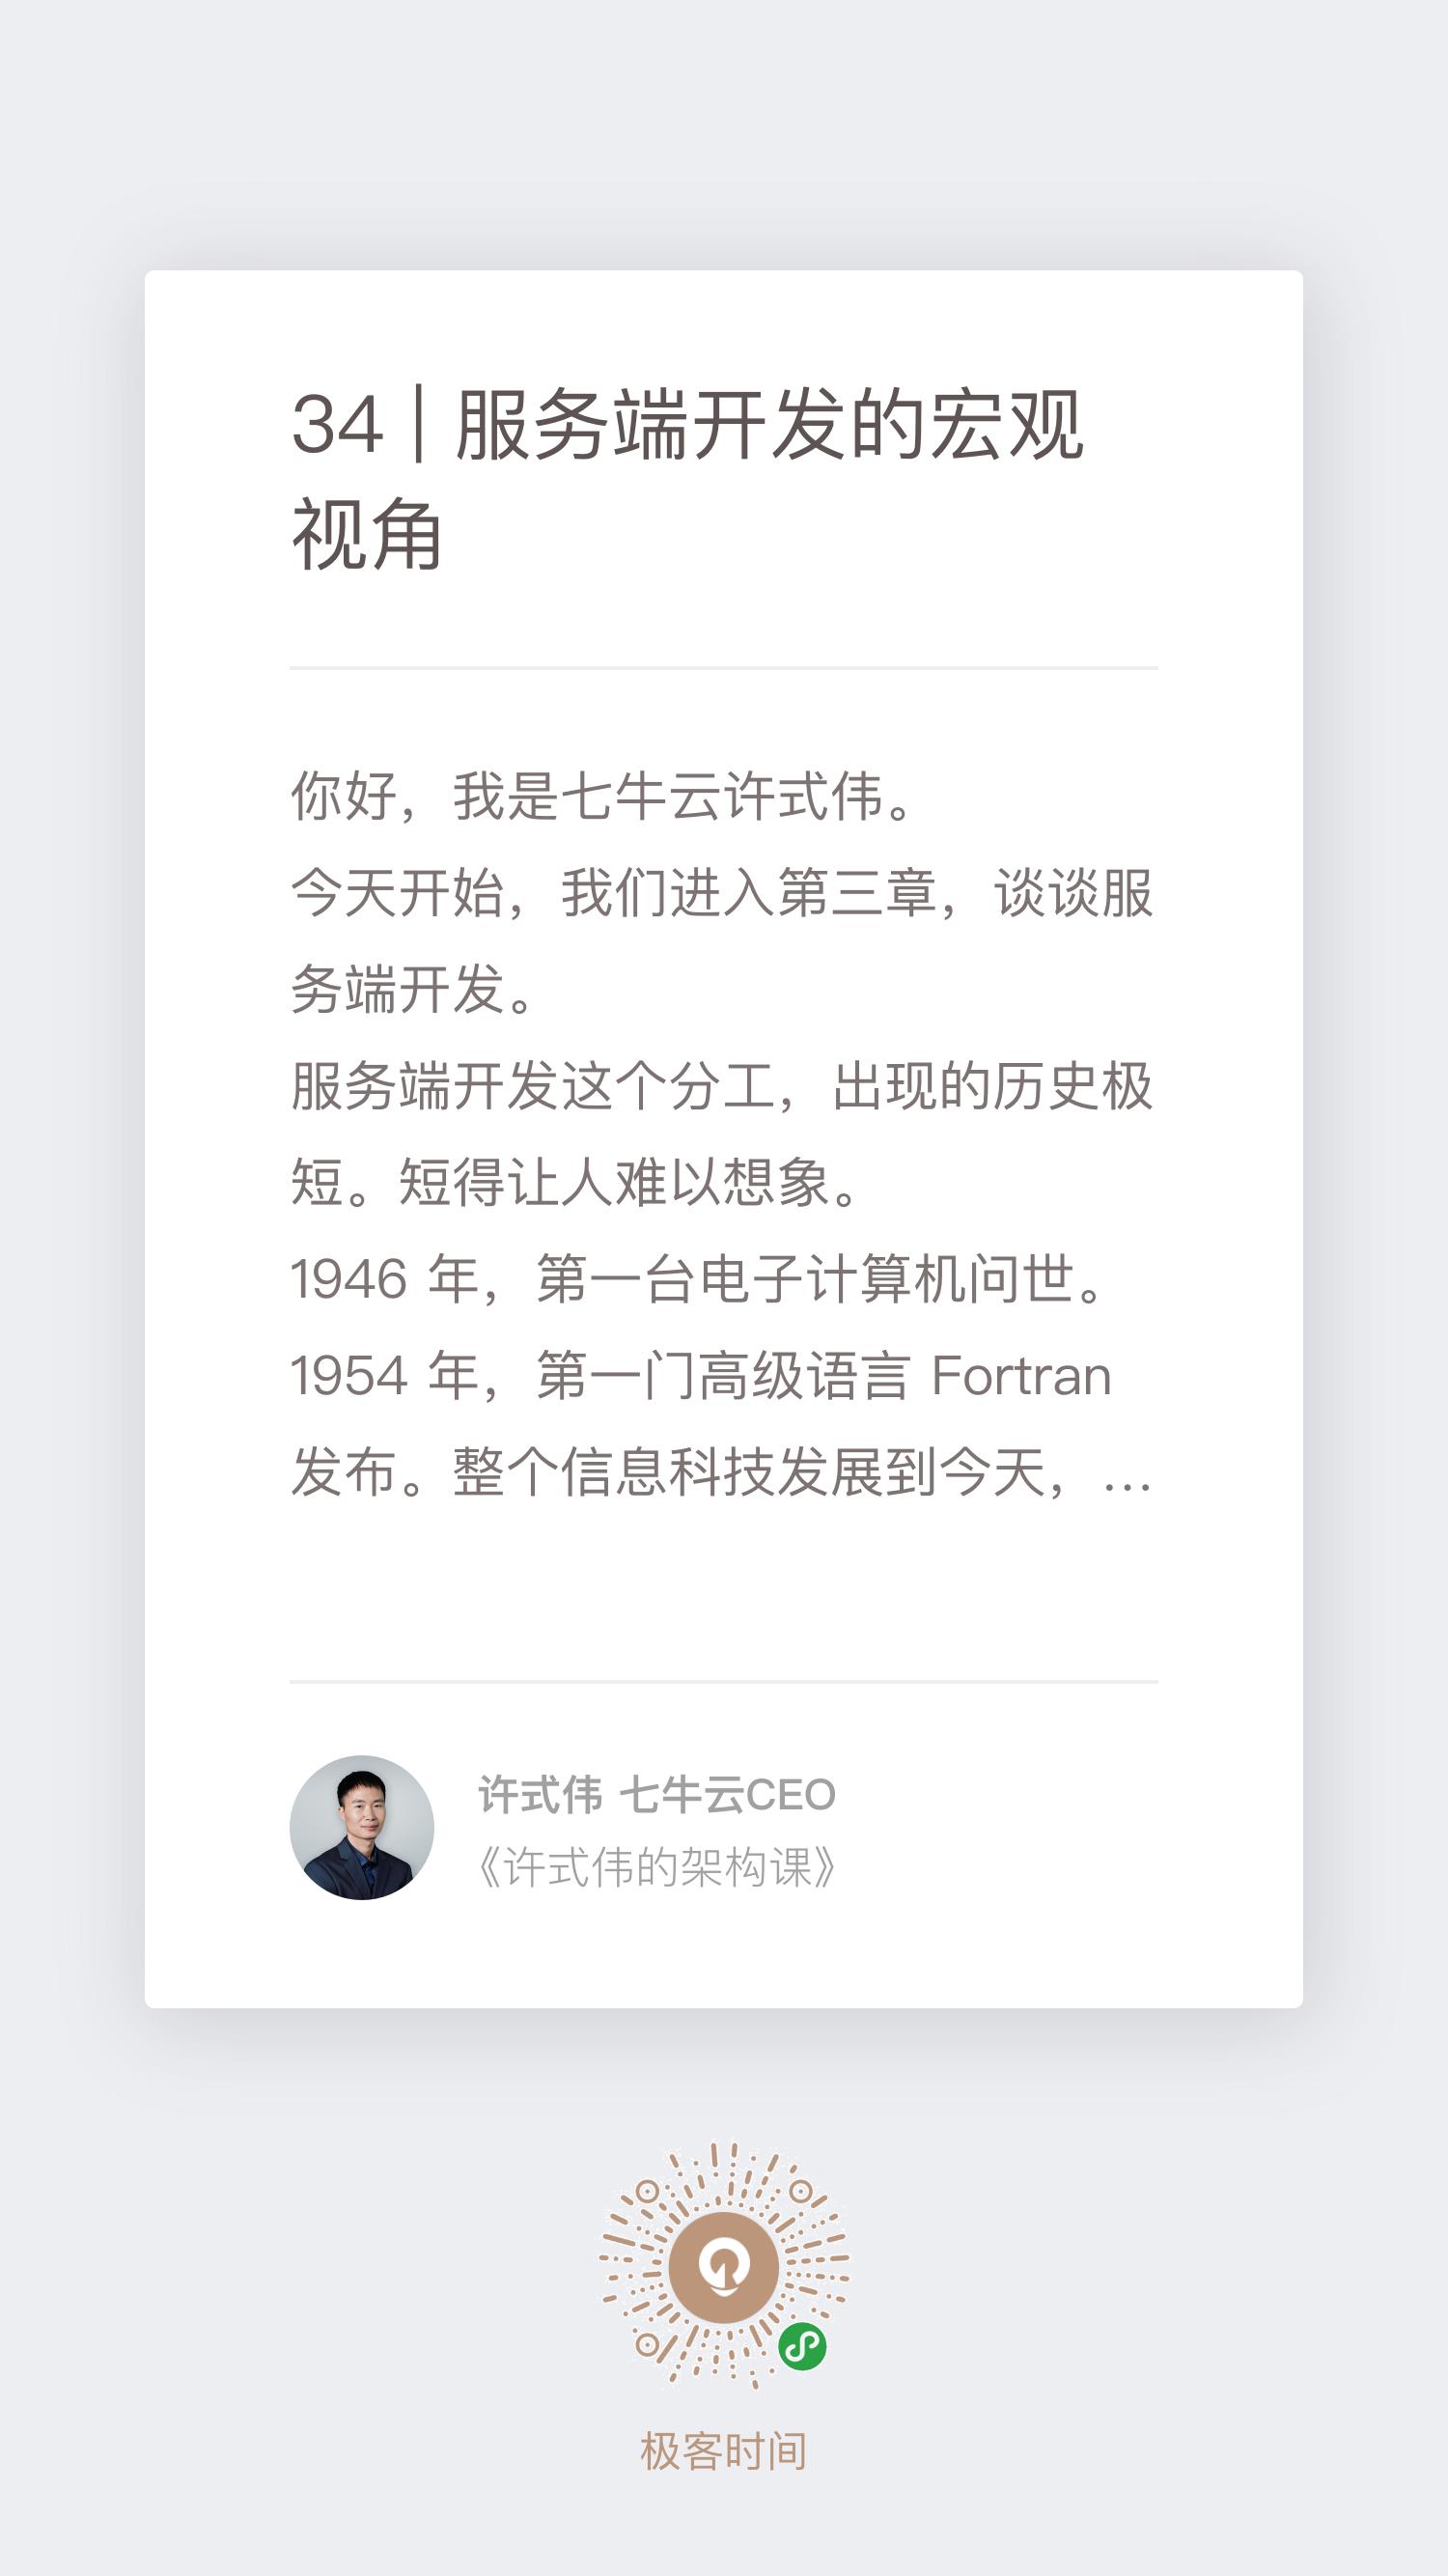 34 | 服务端开发的宏观
视角
你好，我是七牛云许式伟。
今天开始，我们进入第三章，谈谈服
务端开发。
服务端开发这个分工，出现的历史极
短。短得让人难以想象。
1946 年，第一台电子计算机问世。
1954 年，第一门高级语言 Fortran
发布。整个信息科技发展到今天，...
许式伟 七牛云CEO
《许式伟的架构课》
极客时间